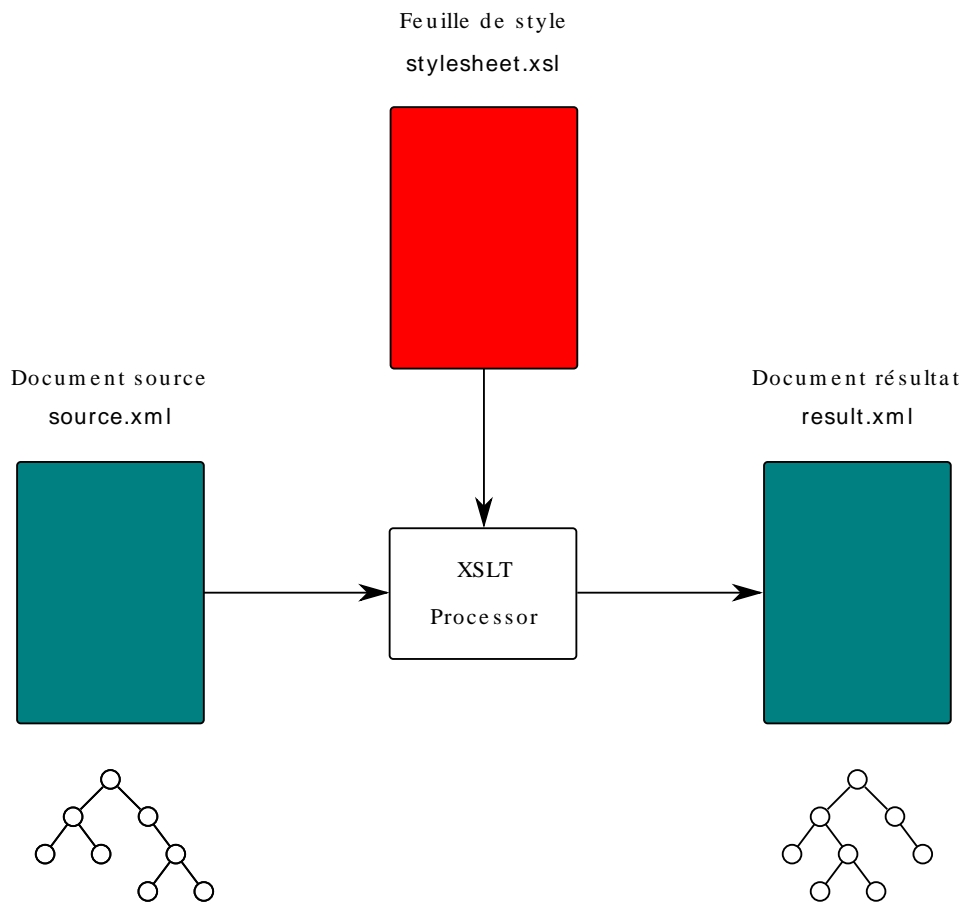 Feuille de style
stylesheet.xsl
Document source
source.xml
Document résultat
result.xml
XSLT
Processor